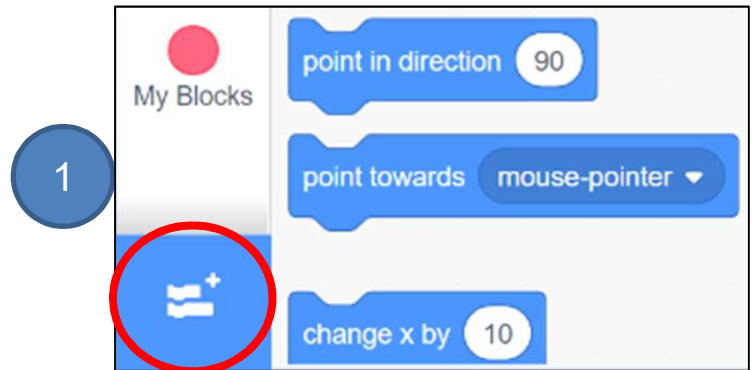 point in direction 90
My Blocks
1
point towards mouse-pointer
change x by 10